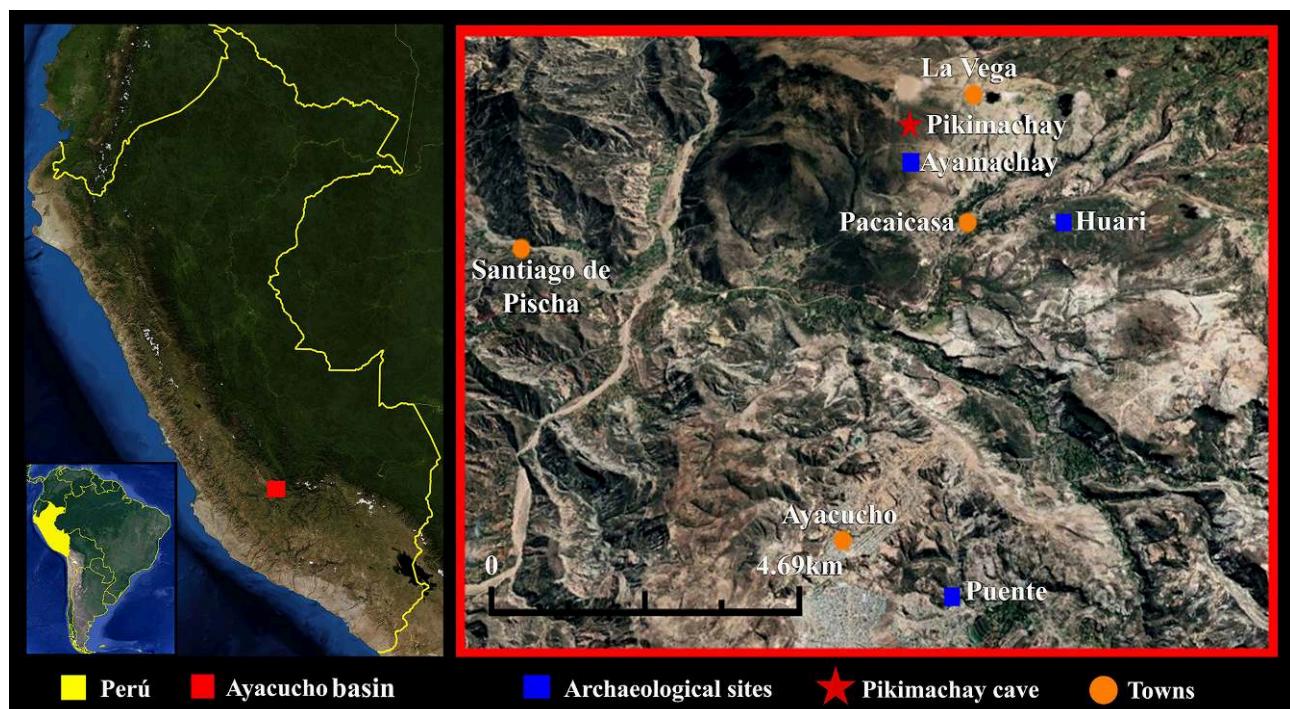 La Vega
Pikimachay
Ayamachay
Pacaicasa
Huari
Santiago de
Pischa
Ayacucho
0
4.69km
Puente
Perú
Ayacucho basin
Archaeological sites
Pikimachay cave
Towns